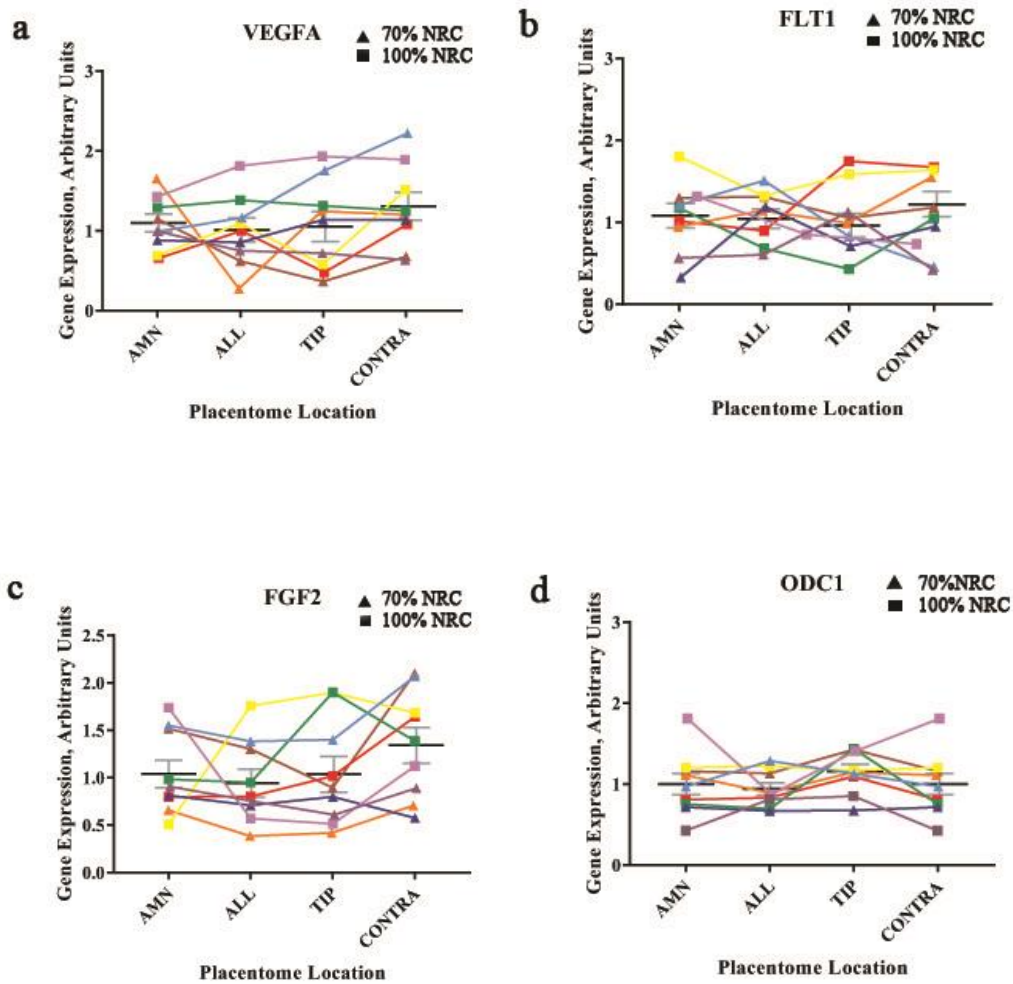 a
VEGFA
▲ 70% NRC
■ 100% NRC
Gene Expression, Arbitrary Units
3
2
1
0
AMN
ALL
TIP
CONTRA
Placentome Location
b
FLT1
▲ 70% NRC
■ 100% NRC
Gene Expression, Arbitrary Units
3
2
1
0
AMN
ALL
TIP
CONTRA
Placentome Location
c
FGF2
▲ 70% NRC
■ 100% NRC
Gene Expression, Arbitrary Units
2.5
2.0
1.5
1.0
0.5
0.0
AMN
ALL
TIP
CONTRA
Placentome Location
d
ODC1
▲ 70%NRC
■ 100% NRC
Gene Expression, Arbitrary Units
3
2
1
0
AMN
ALL
TIP
CONTRA
Placentome Location